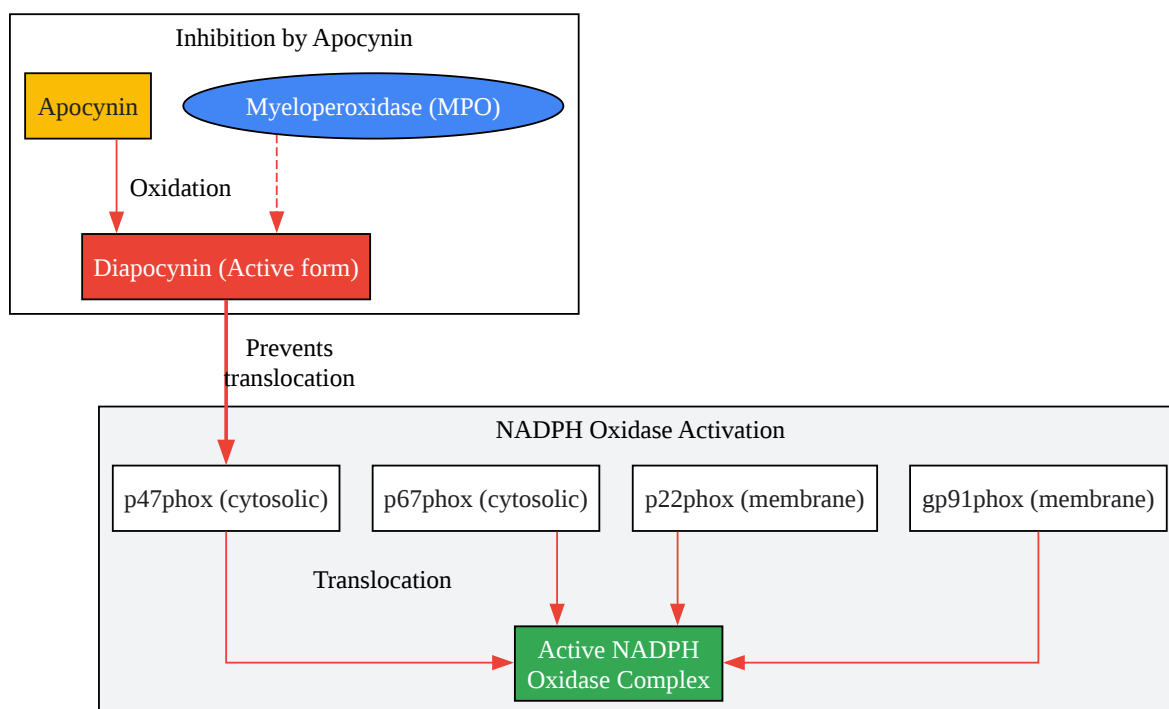 Inhibition by Apocynin
Apocynin
Myeloperoxidase (MPO)
Oxidation
Diapocynin (Active form)
Prevents
translocation
NADPH Oxidase Activation
p47phox (cytosolic)
p67phox (cytosolic)
p22phox (membrane)
gp91phox (membrane)
Translocation
Active NADPH
Oxidase Complex